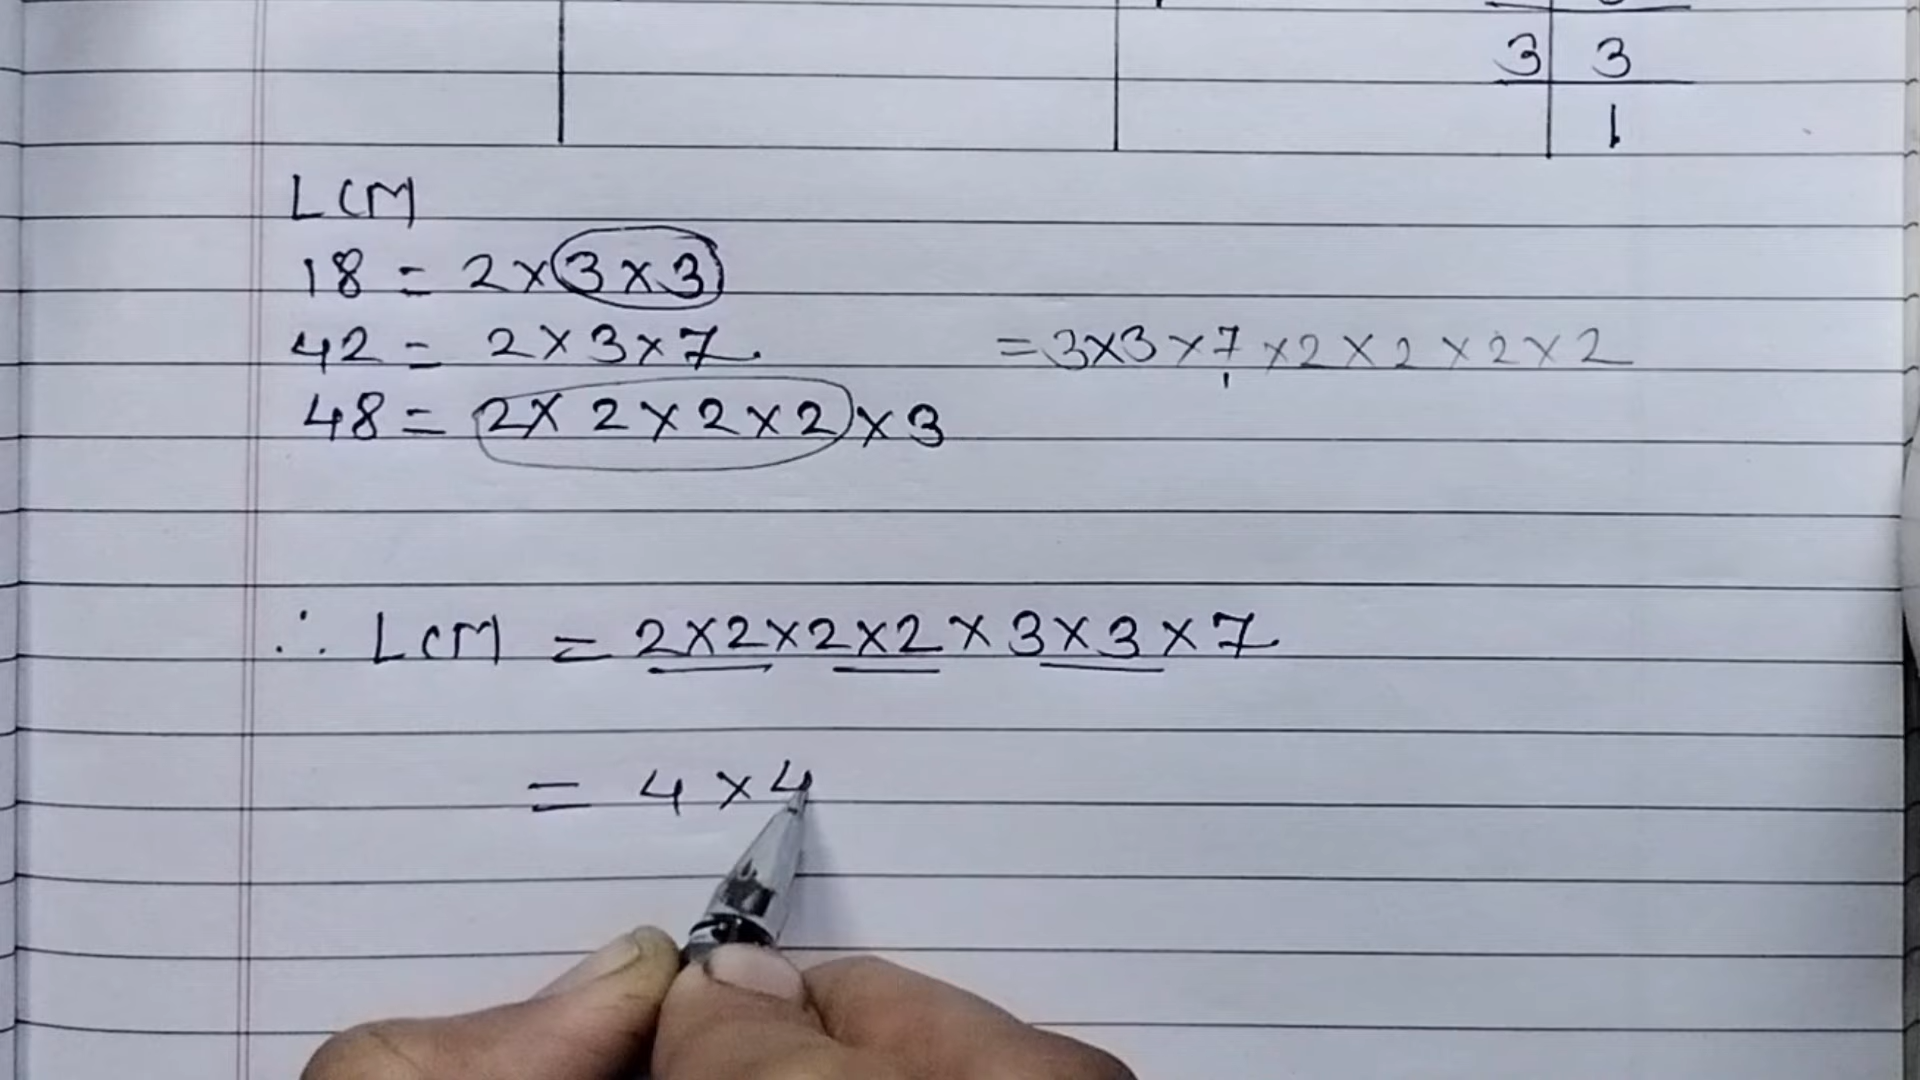 3 3
1
LCM
18 = 2 × 3 × 3
42 = 2 × 3 × 7
= 3 × 3 × 7 × 2 × 2 × 2 × 2
48 = 2 × 2 × 2 × 2 × 3
∴ LCM = 2 × 2 × 2 × 2 × 3 × 3 × 7
= 4 × 4